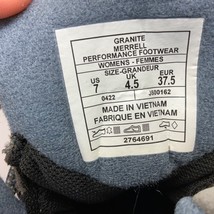 GRANITE
MERRELL
PERFORMANCE FOOTWEAR
WOMENS - FEMMES
SIZE-GRANDEUR
US UK EUR
7 4.5 37.5
0422 J500162
MADE IN VIETNAM
FABRIQUE EN VIETNAM
2764691